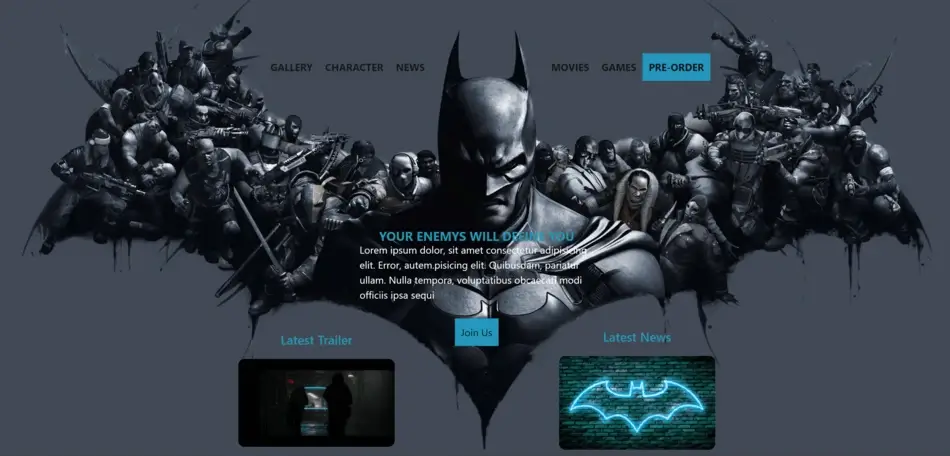 GALLERY CHARACTER NEWS MOVIES GAMES PRE-ORDER
YOUR ENEMYS WILL DEFINE YOU
Lorem ipsum dolor, sit amet consectetur adipisicing
elit. Error, autem.pisicing elit. Quibusdam, pariatur
ullam. Nulla tempora, voluptatibus obcaecati modi
officiis ipsa sequi
Join Us
Latest Trailer
Latest News